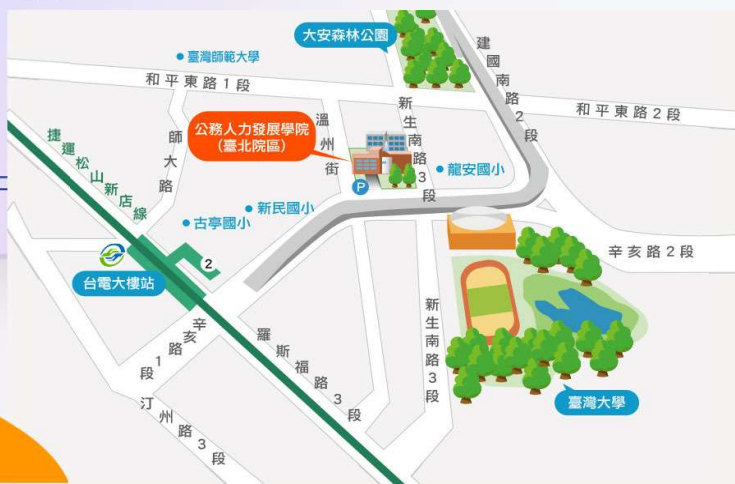 大安森林公園
臺灣師範大學
建國南路2段
和平東路1段
和平東路2段
新生南路3段
溫州街
公務人力發展學院
(臺北院區)
師大路
捷運松山新店線
龍安國小
P
新民國小
古亭國小
2
辛亥路2段
台電大樓站
新生南路3段
辛亥路1段
羅斯福路3段
汀州路3段
臺灣大學